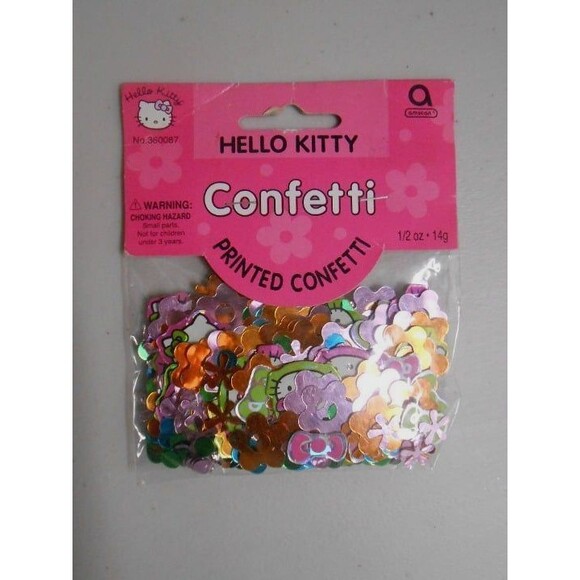 Hello Kitty
No.360087
amscan
HELLO KITTY
Confetti
PRINTED CONFETTI
WARNING:
CHOKING HAZARD
Small parts.
Not for children
under 3 years.
1/2 oz • 14g